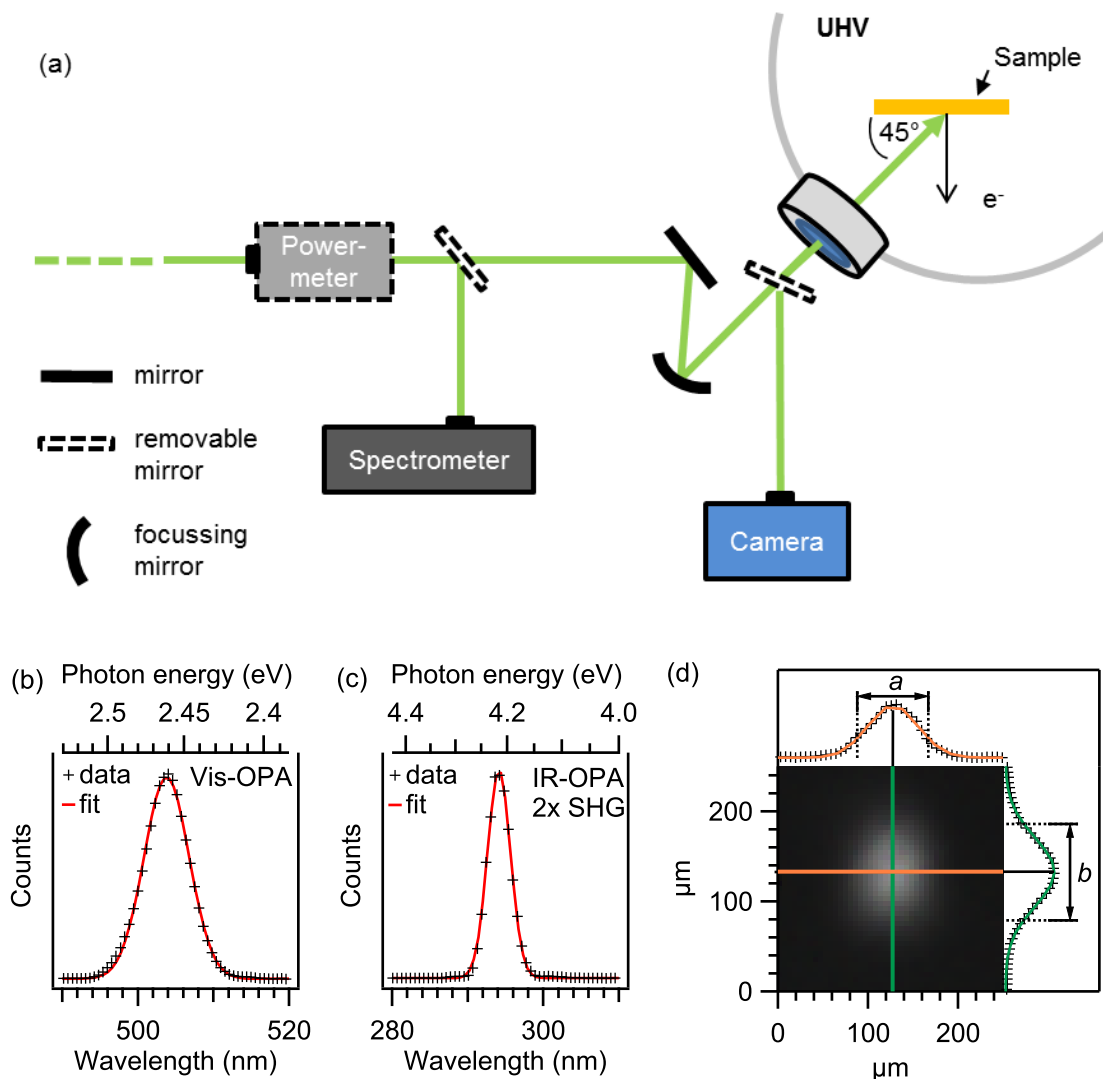 (a)
UHV
Sample
45°
e-
Power-
meter
mirror
removable
mirror
focussing
mirror
Spectrometer
Camera
(b)
Photon energy (eV)
2.5
2.45
2.4
data
fit
Vis-OPA
Counts
500
520
Wavelength (nm)
(c)
Photon energy (eV)
4.4
4.2
4.0
data
fit
IR-OPA
2x SHG
Counts
280
300
Wavelength (nm)
(d)
a
b
200
100
0
µm
0
100
200
µm